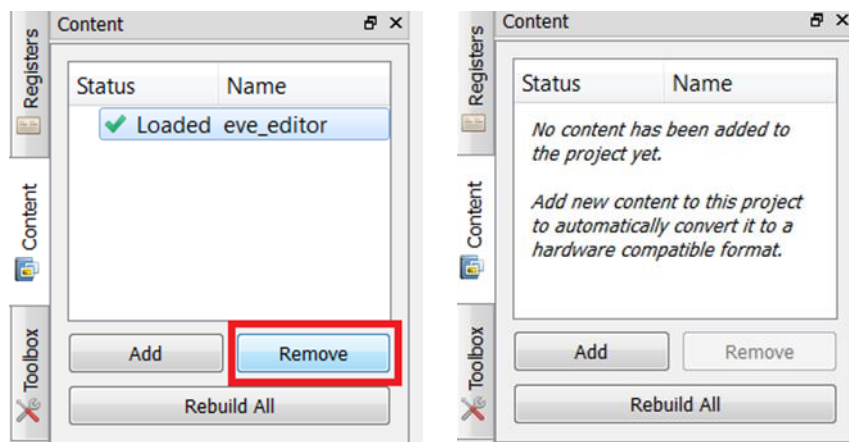 Content
Registers
Content
Toolbox
Status Name
Loaded eve_editor
Add Remove
Rebuild All
Content
Registers
Content
Toolbox
Status Name
No content has been added to
the project yet.
Add new content to this project
to automatically convert it to a
hardware compatible format.
Add Remove
Rebuild All